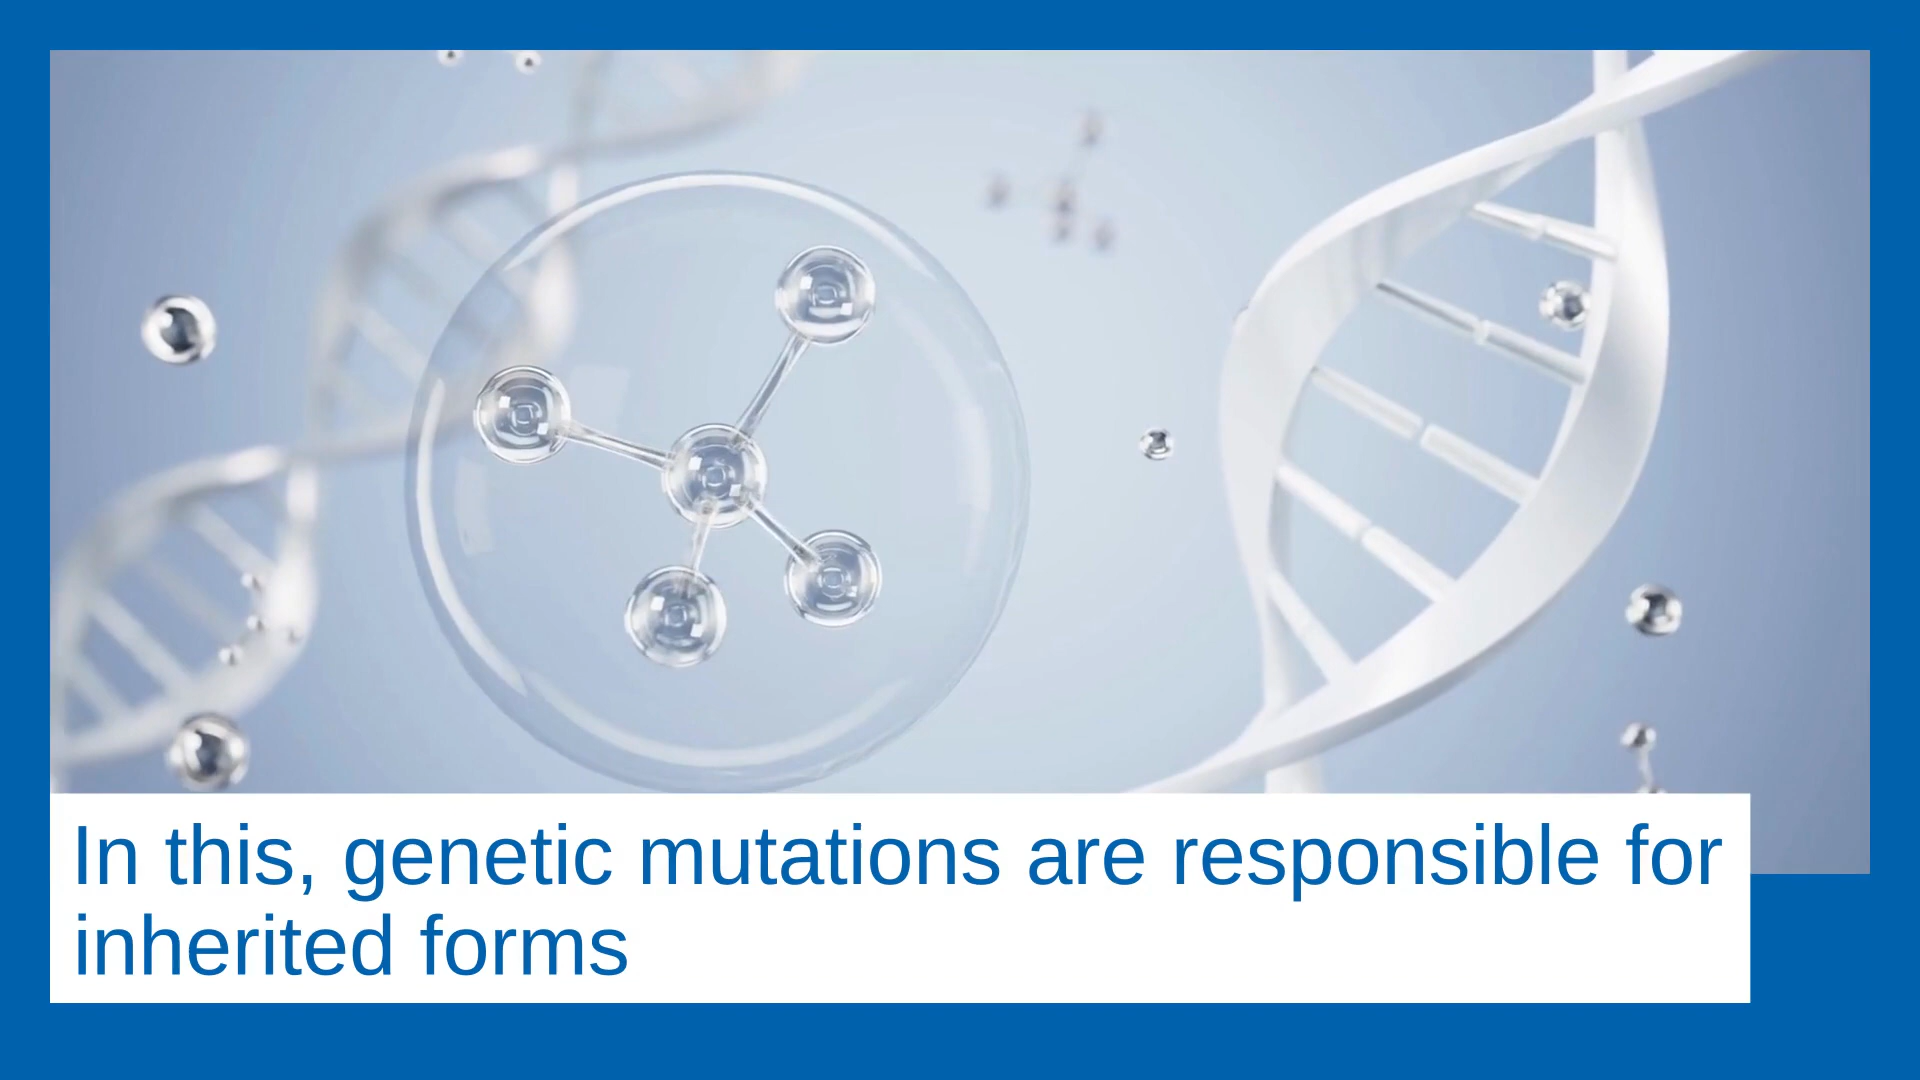 In this, genetic mutations are responsible for
inherited forms